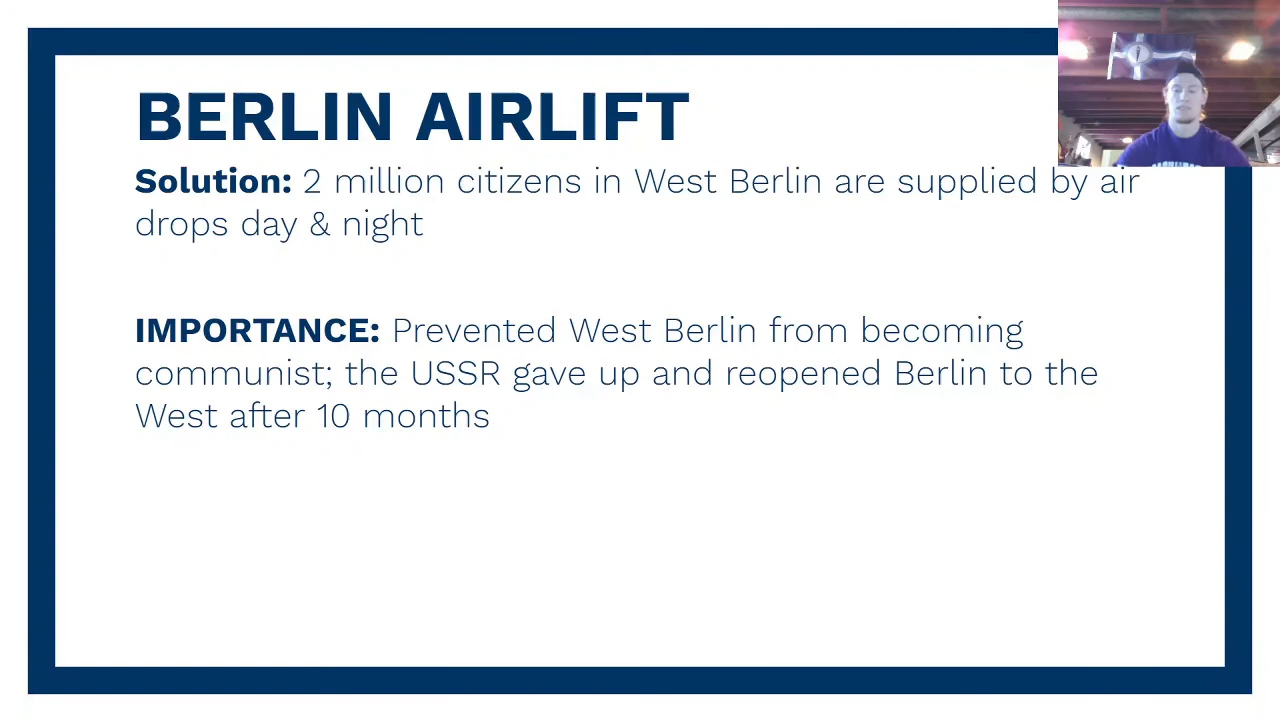 BERLIN AIRLIFT
Solution: 2 million citizens in West Berlin are supplied by air
drops day & night
IMPORTANCE: Prevented West Berlin from becoming
communist; the USSR gave up and reopened Berlin to the
West after 10 months